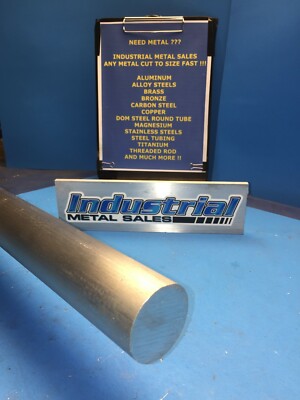 NEED METAL ???
INDUSTRIAL METAL SALES
ANY METAL CUT TO SIZE FAST !!!
ALUMINUM
ALLOY STEELS
BRASS
BRONZE
CARBON STEEL
COPPER
DOM STEEL ROUND TUBE
MAGNESIUM
STAINLESS STEELS
STEEL TUBING
TITANIUM
THREADED ROD
AND MUCH MORE !!
Industrial
METAL SALES